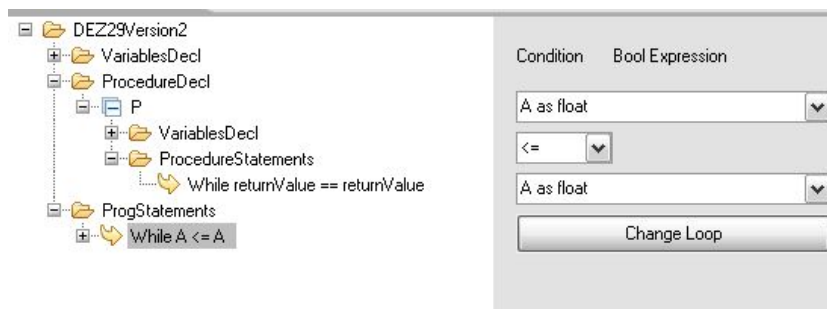 DEZ29Version2
VariablesDecl
ProcedureDecl
P
VariablesDecl
ProcedureStatements
While returnValue == returnValue
ProgStatements
While A <= A
Condition Bool Expression
A as float
<=
A as float
Change Loop